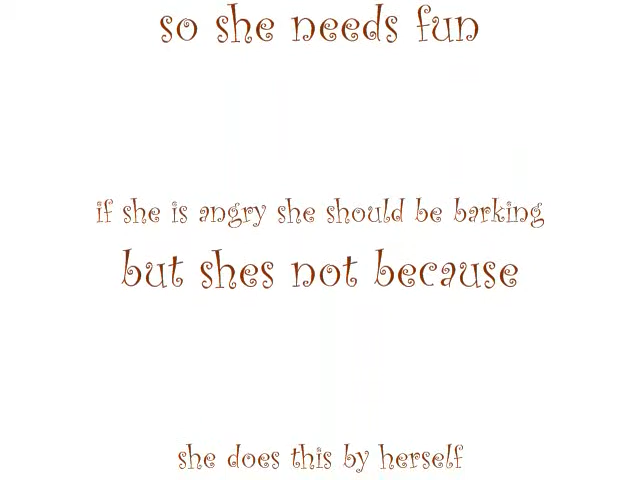 so she needs fun
if she is angry she should be barking
but shes not because
she does this by herself